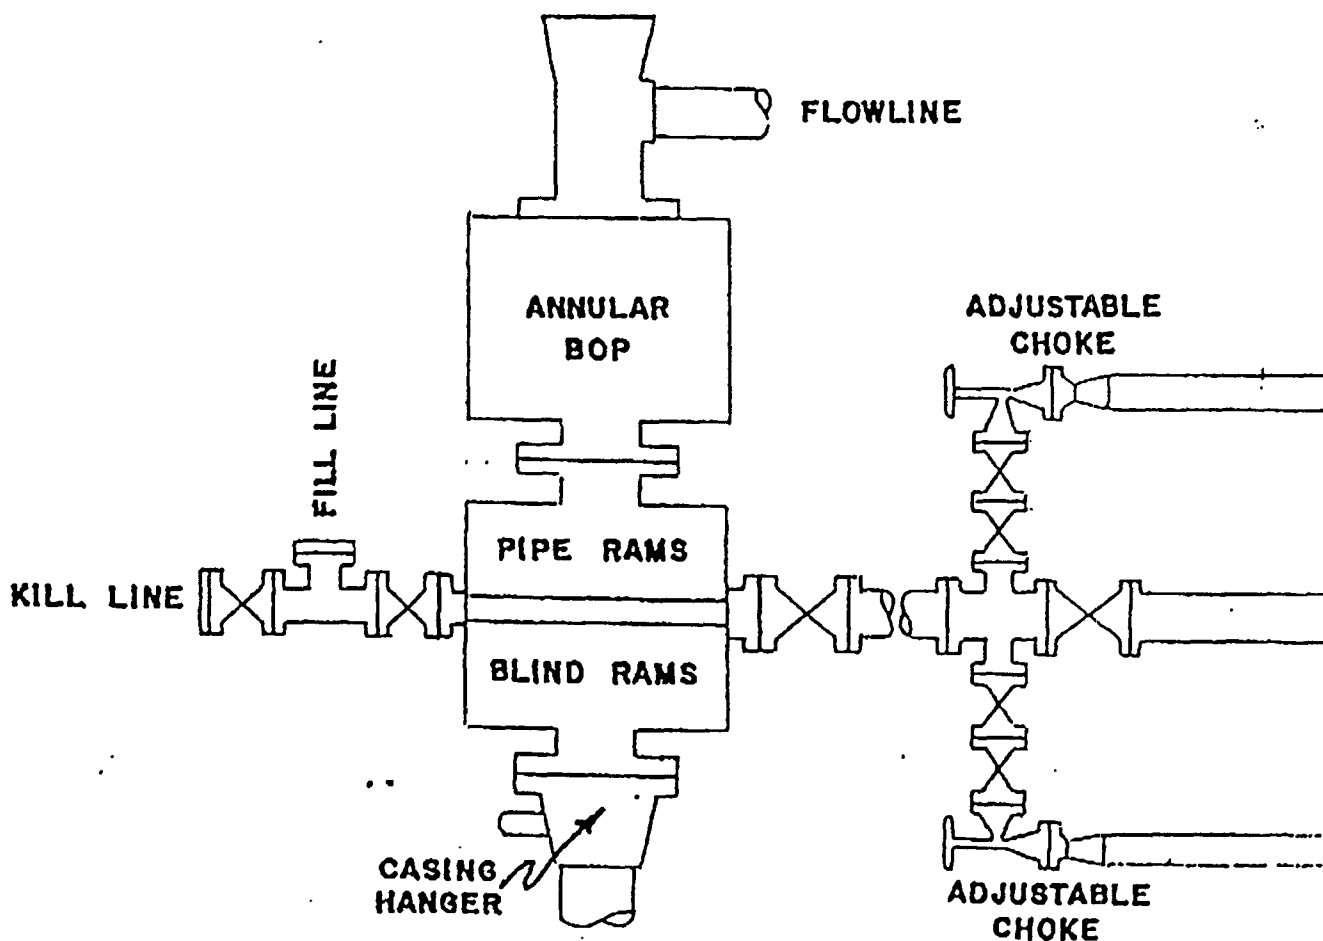 FLOWLINE
ANNULAR
BOP
ADJUSTABLE
CHOKE
FILL LINE
PIPE RAMS
KILL LINE
BLIND RAMS
CASING
HANGER
ADJUSTABLE
CHOKE